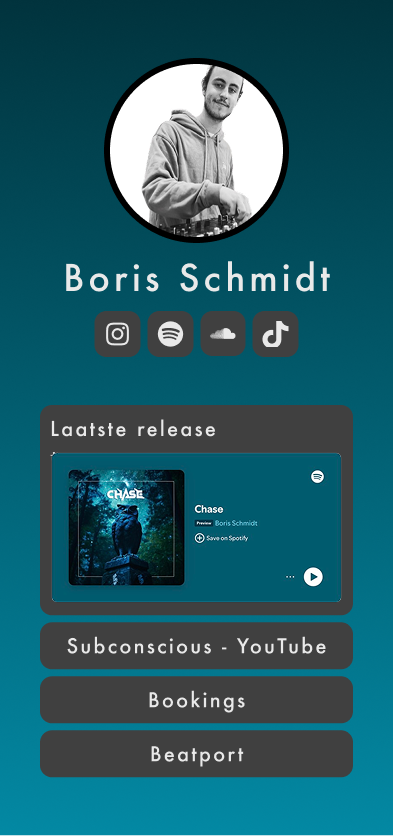 Boris Schmidt
Laatste release
CHASE
Chase
Preview Boris Schmidt
Save on Spotify
Subconscious - YouTube
Bookings
Beatport